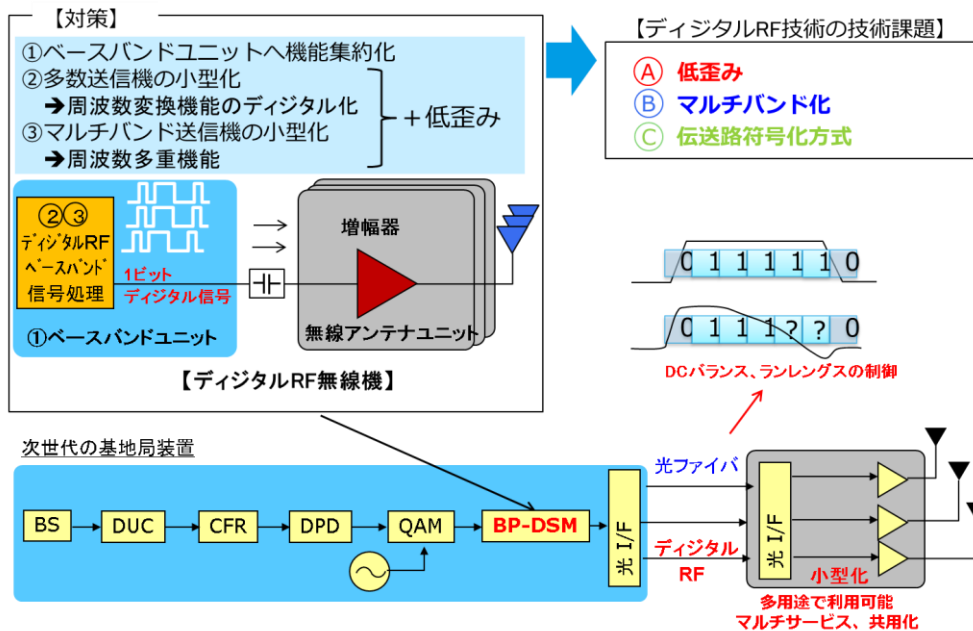 【対策】
①ベースバンドユニットへ機能集約化
②多数送信機の小型化
➔周波数変換機能のディジタル化
③マルチバンド送信機の小型化
➔周波数多重機能
+低歪み
【ディジタルRF技術の技術課題】
Ⓐ 低歪み
Ⓑ マルチバンド化
Ⓒ 伝送路符号化方式
②③
ディジタルRF
ベースバンド
信号処理
1ビット
ディジタル信号
①ベースバンドユニット
増幅器
無線アンテナユニット
【ディジタルRF無線機】
0 1 1 1 1 1 0
0 1 1 1 ? ? 0
DCバランス、ランレングスの制御
次世代の基地局装置
BS
DUC
CFR
DPD
QAM
BP-DSM
光 I/F
光ファイバ
ディジタル
RF
光 I/F
小型化
多用途で利用可能
マルチサービス、共用化